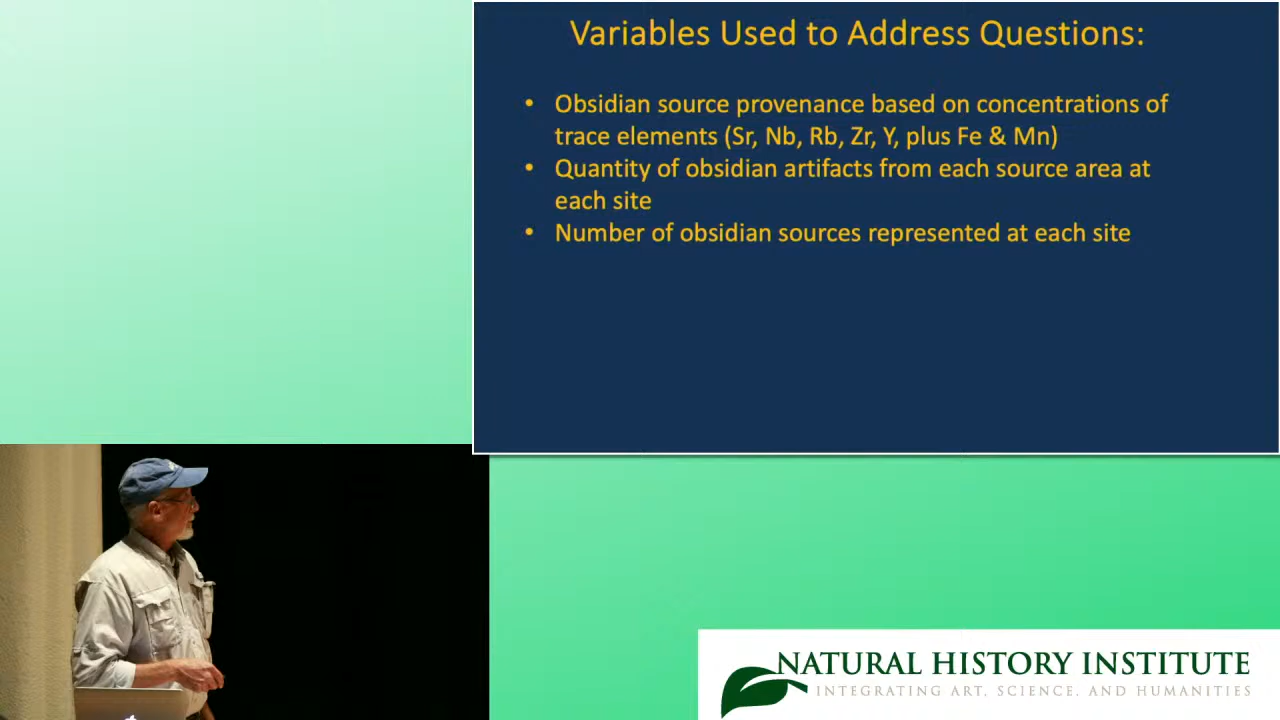 Variables Used to Address Questions:
• Obsidian source provenance based on concentrations of
trace elements (Sr, Nb, Rb, Zr, Y, plus Fe & Mn)
• Quantity of obsidian artifacts from each source area at
each site
• Number of obsidian sources represented at each site
NATURAL HISTORY INSTITUTE
INTEGRATING ART, SCIENCE, AND HUMANITIES